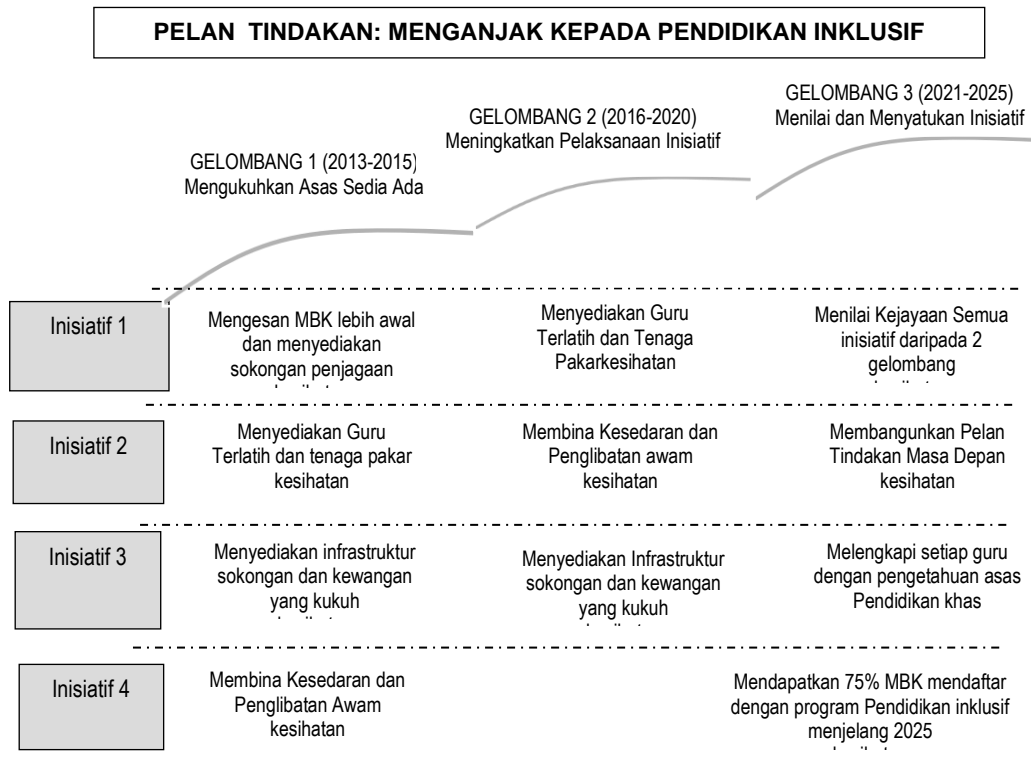 PELAN TINDAKAN: MENGANJAK KEPADA PENDIDIKAN INKLUSIF
GELOMBANG 1 (2013-2015)
Mengukuhkan Asas Sedia Ada
GELOMBANG 2 (2016-2020)
Meningkatkan Pelaksanaan Inisiatif
GELOMBANG 3 (2021-2025)
Menilai dan Menyatukan Inisiatif
Inisiatif 1
Mengesan MBK lebih awal
dan menyediakan
sokongan penjagaan
Menyediakan Guru
Terlatih dan Tenaga
Pakarkesihatan
Menilai Kejayaan Semua
inisiatif daripada 2
gelombang
Inisiatif 2
Menyediakan Guru
Terlatih dan tenaga pakar
kesihatan
Membina Kesedaran dan
Penglibatan awam
kesihatan
Membangunkan Pelan
Tindakan Masa Depan
kesihatan
Inisiatif 3
Menyediakan infrastruktur
sokongan dan kewangan
yang kukuh
Menyediakan Infrastruktur
sokongan dan kewangan
yang kukuh
Melengkapi setiap guru
dengan pengetahuan asas
Pendidikan khas
Inisiatif 4
Membina Kesedaran dan
Penglibatan Awam
kesihatan
Mendapatkan 75% MBK mendaftar
dengan program Pendidikan inklusif
menjelang 2025